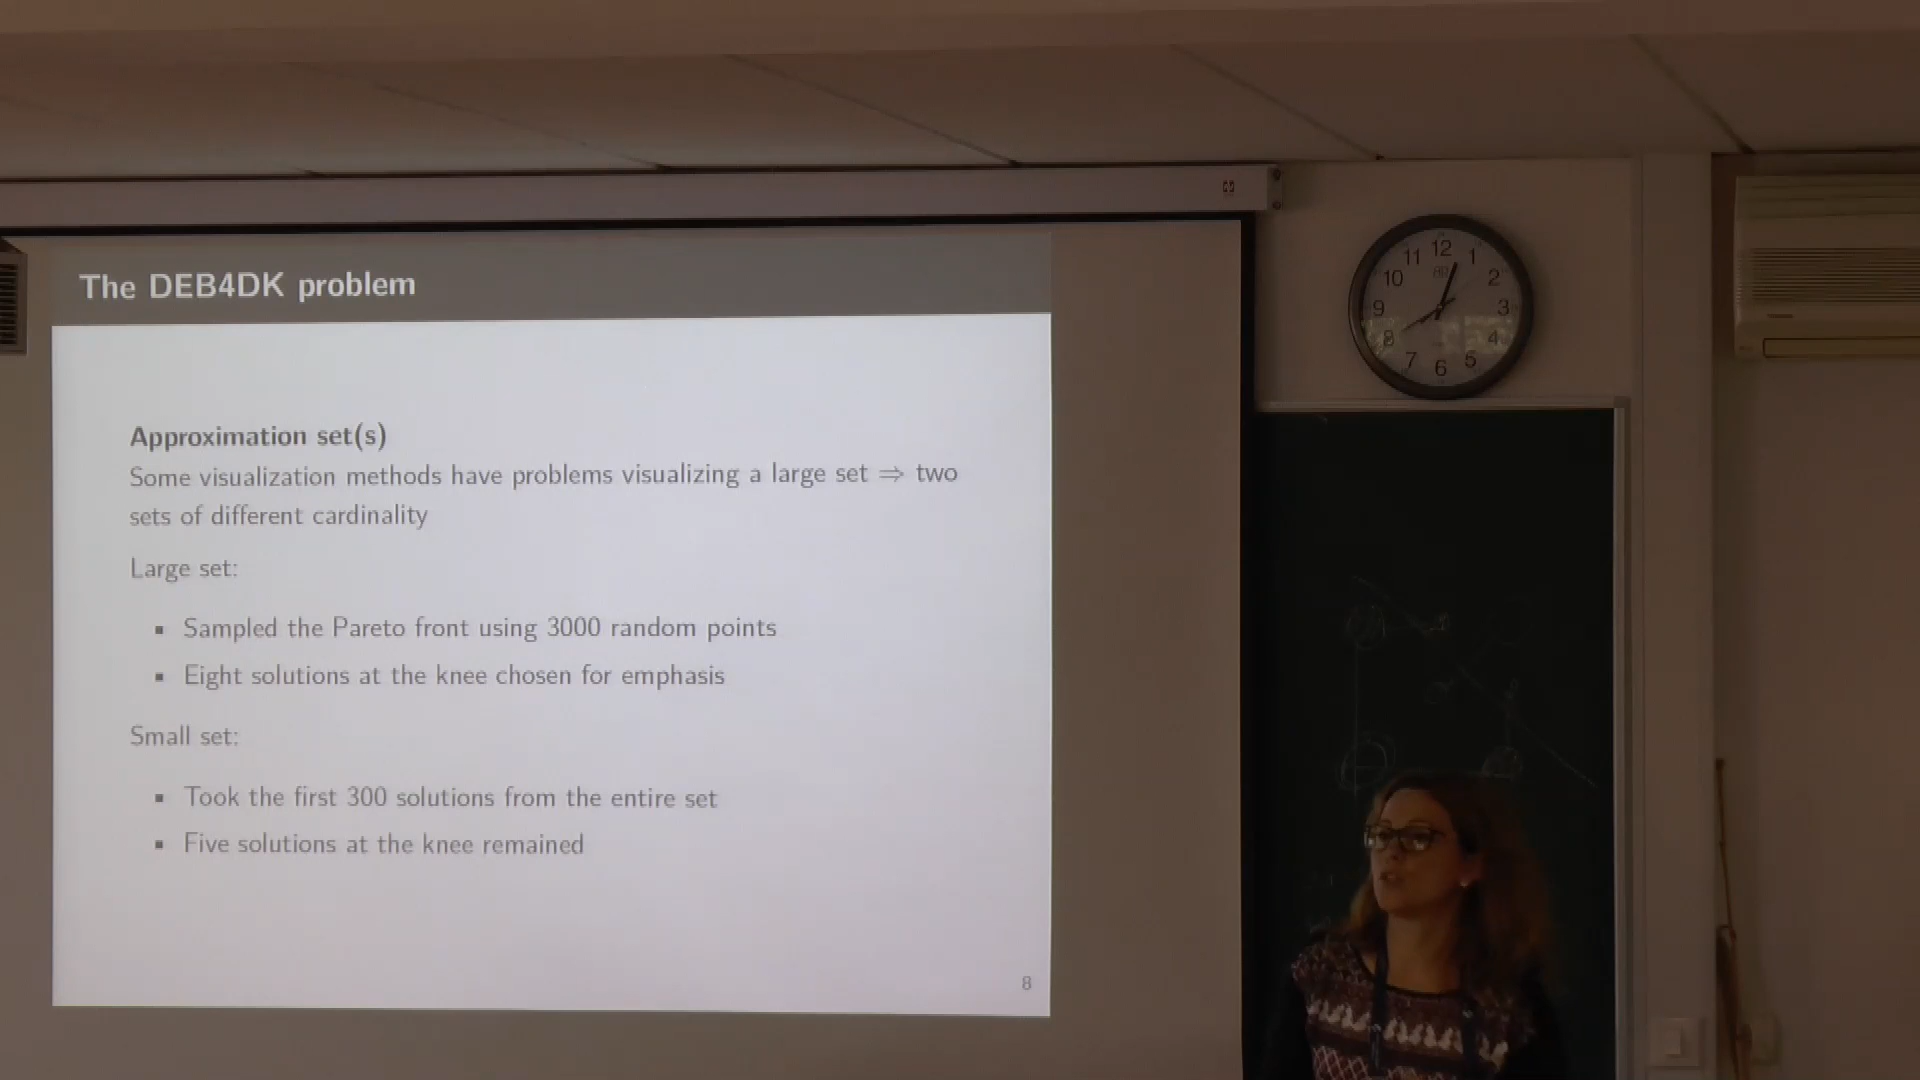 The DEB4DK problem
Approximation set(s)
Some visualization methods have problems visualizing a large set ⇒ two
sets of different cardinality
Large set:
▪ Sampled the Pareto front using 3000 random points
▪ Eight solutions at the knee chosen for emphasis
Small set:
▪ Took the first 300 solutions from the entire set
▪ Five solutions at the knee remained
8
12
1
2
3
4
5
6
7
8
9
10
11